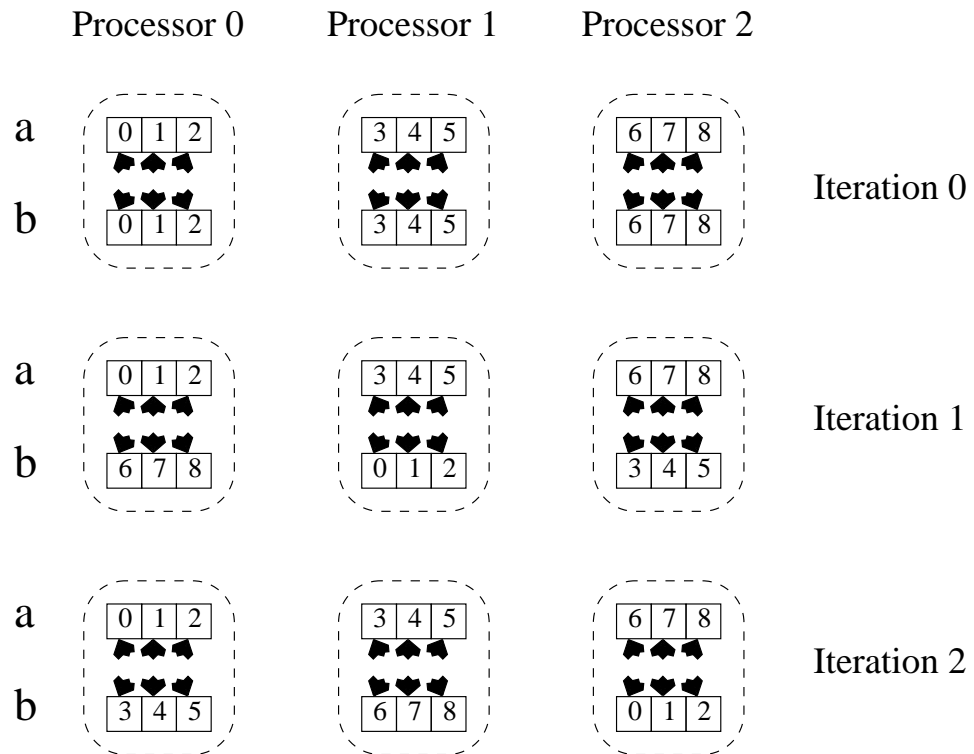 Processor 0 Processor 1 Processor 2
a 0 1 2 3 4 5 6 7 8
Iteration 0
b 0 1 2 3 4 5 6 7 8
a 0 1 2 3 4 5 6 7 8
Iteration 1
b 6 7 8 0 1 2 3 4 5
a 0 1 2 3 4 5 6 7 8
Iteration 2
b 3 4 5 6 7 8 0 1 2